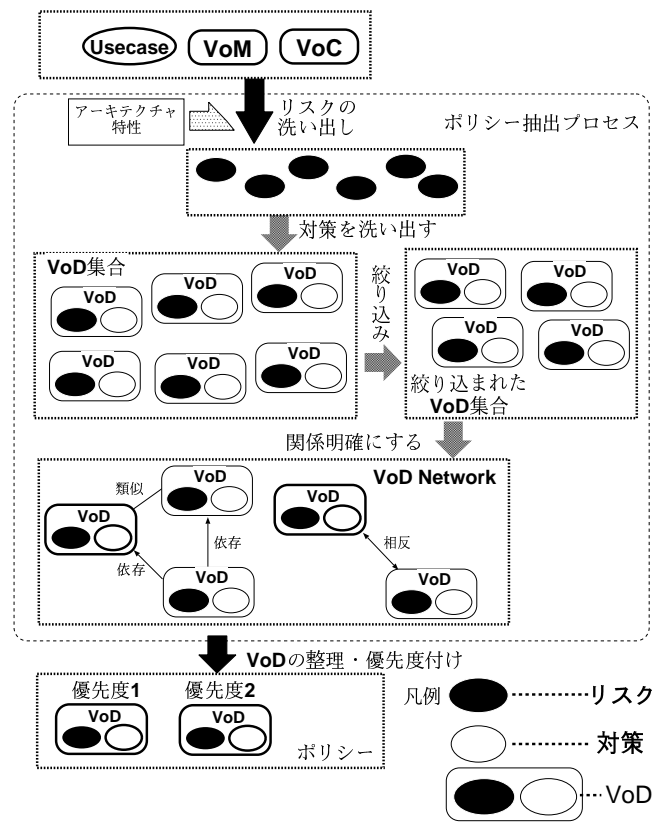 Usecase VoM VoC
アーキテクチャ
特性
リスクの
洗い出し
ポリシー抽出プロセス
対策を洗い出す
VoD集合
VoD VoD VoD
VoD VoD VoD
絞り込み
VoD VoD
VoD VoD
絞り込まれた
VoD集合
関係明確にする
VoD Network
VoD
類似
VoD
依存
依存
VoD
VoD
相反
VoD
VoDの整理・優先度付け
優先度1 優先度2
VoD VoD
ポリシー
凡例 リスク
対策
VoD